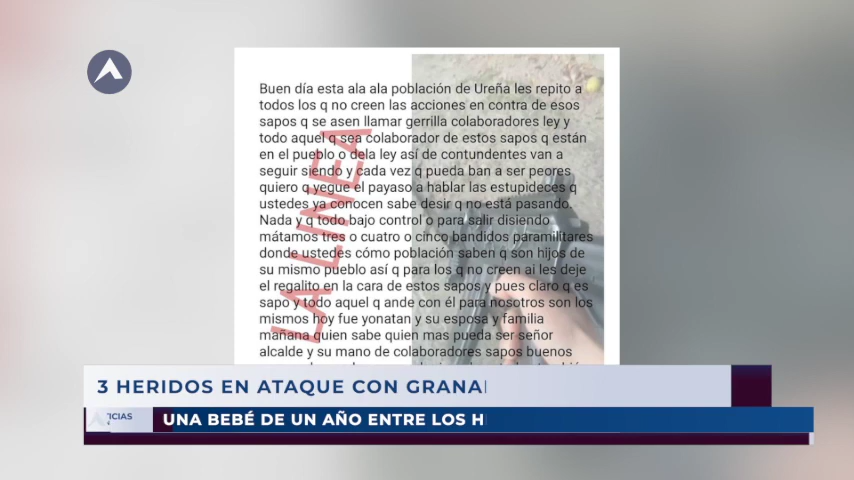 Buen día esta ala ala población de Ureña les repito a
todos los q no creen las acciones en contra de esos
sapos q se asen llamar gerrilla colaboradores ley y
todo aquel q sea colaborador de estos sapos q están
en el pueblo o dela ley así de contundentes van a
seguir siendo y cada vez q pueda ban a ser peores
quiero q yegue el payaso a hablar las estupideces q
ustedes ya conocen sabe desir q no está pasando.
Nada y q todo bajo control o para salir disiendo
mátamos tres o cuatro o cinco bandidos paramilitares
donde ustedes cómo población saben q son hijos de
su mismo pueblo así q para los q no creen ai les deje
el regalito en la cara de estos sapos y pues claro q es
sapo y todo aquel q ande con él para nosotros son los
mismos hoy fue yonatan y su esposa y familia
mañana quien sabe quien mas pueda ser señor
alcalde y su mano de colaboradores sapos buenos
LA LINEA
3 HERIDOS EN ATAQUE CON GRANA
ICIAS
UNA BEBÉ DE UN AÑO ENTRE LOS H